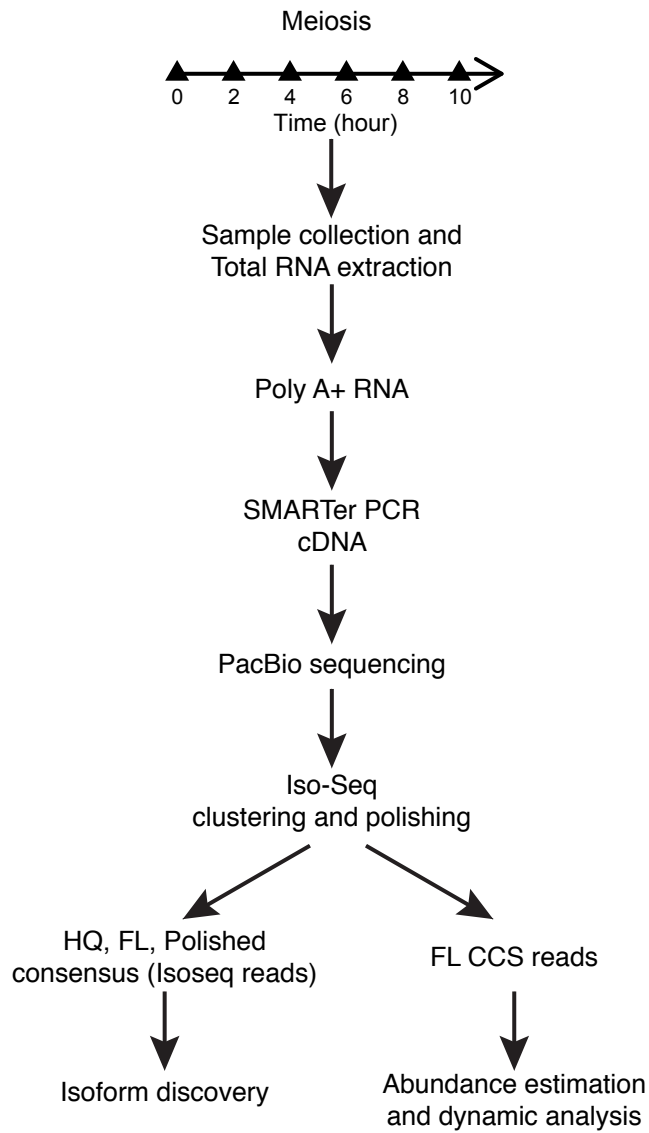 Meiosis
0 2 4 6 8 10
Time (hour)
Sample collection and
Total RNA extraction
Poly A+ RNA
SMARTer PCR
cDNA
PacBio sequencing
Iso-Seq
clustering and polishing
HQ, FL, Polished
consensus (Isoseq reads)
FL CCS reads
Isoform discovery
Abundance estimation
and dynamic analysis